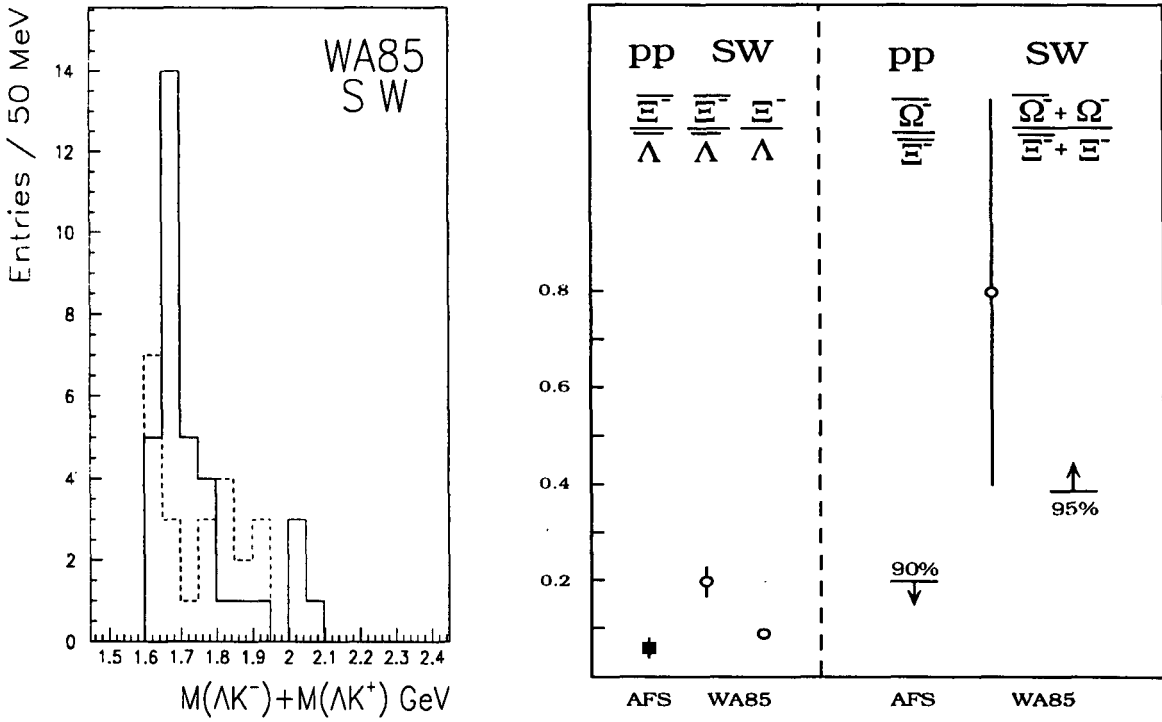 Entries / 50 MeV
WA85
S W
14
12
10
8
6
4
2
0
1.5 1.6 1.7 1.8 1.9 2 2.1 2.2 2.3 2.4
M(ΛK⁻)+M(ΛK⁺) GeV
pp SW pp SW
Ξ̅⁻ Ξ̅⁻ Ξ⁻ Ω̅⁻ Ω̅⁻ + Ω⁻
Λ̅ Λ̅ Λ Ξ̅⁻ Ξ̅⁻ + Ξ⁻
0.8
0.6
0.4
0.2
95%
90%
AFS WA85 AFS WA85